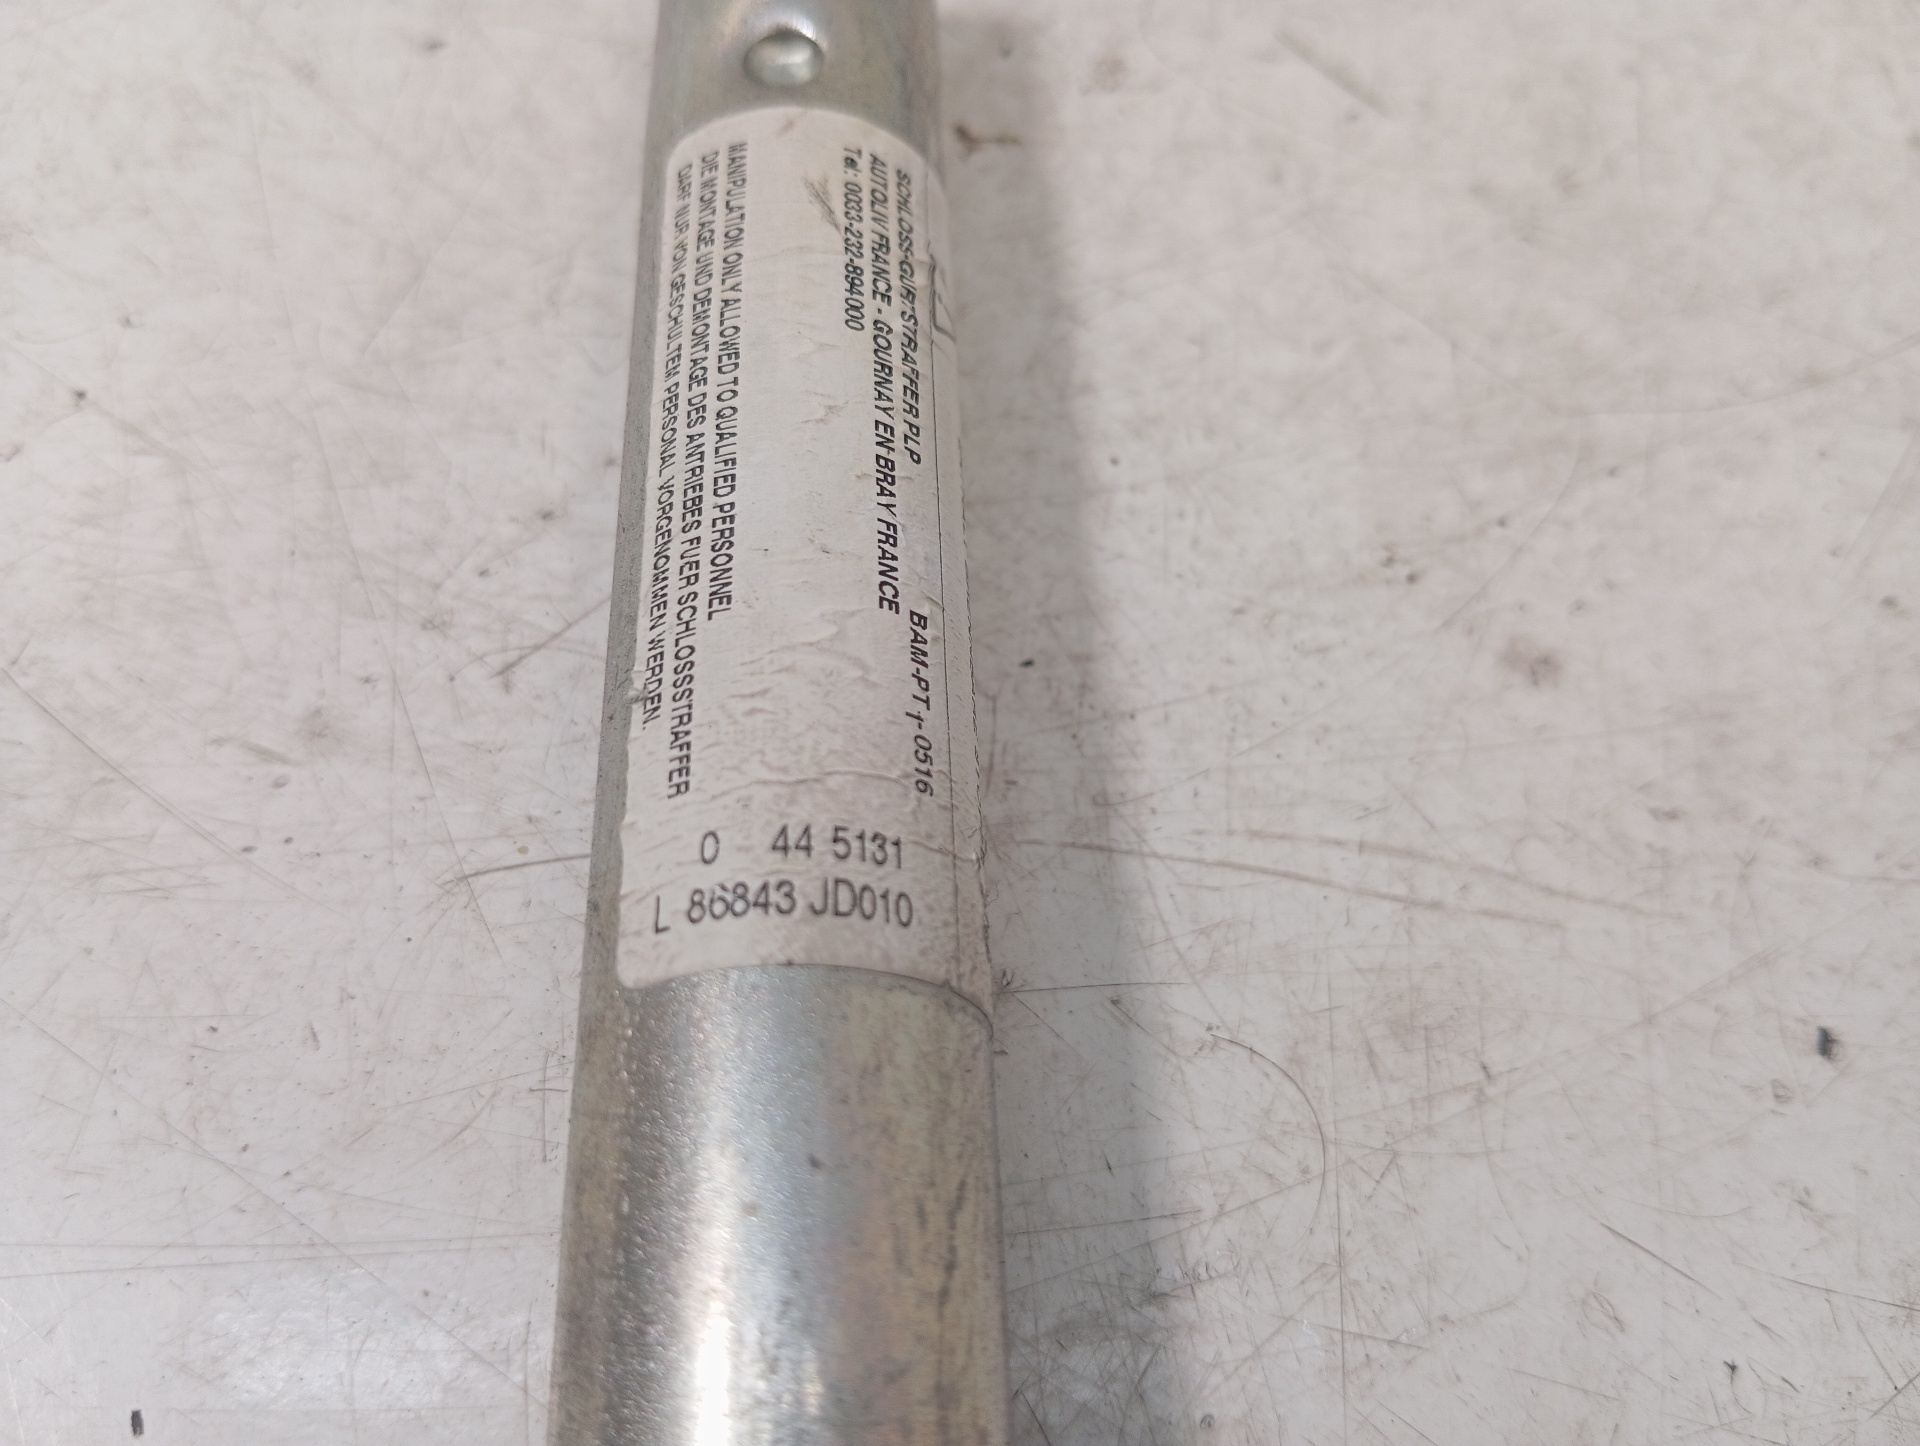 SCHLOSS-GURTSTRAFFER PLP
AUTOLIV FRANCE - GOURNAY EN BRAY FRANCE
Tel: 0033-232-894000
BAM-PT1-0516
MANIPULATION ONLY ALLOWED TO QUALIFIED PERSONNEL
DIE MONTAGE UND DEMONTAGE DES ANTRIEBES FUER SCHLOSSSTRAFFER
DARF NUR VON GESCHULTEM PERSONAL VORGENOMMEN WERDEN.
0 44 5131
L 86843 JD010